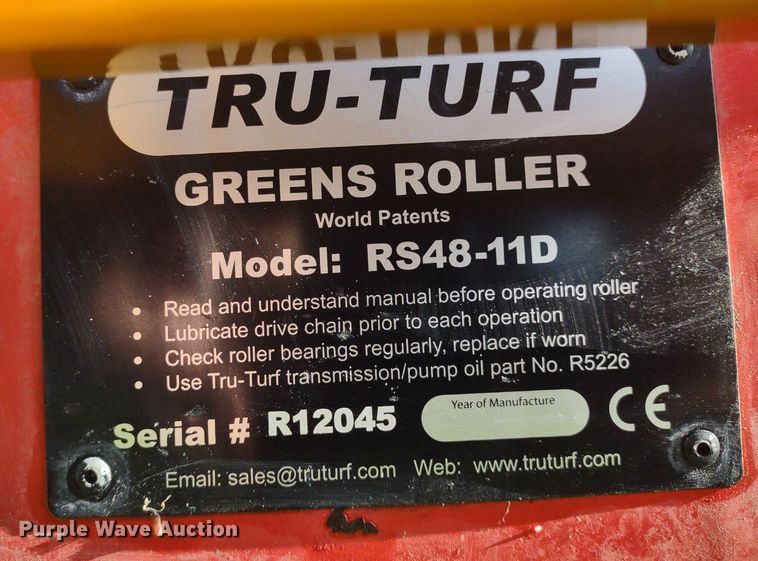 TRU-TURF
GREENS ROLLER
World Patents
Model: RS48-11D
• Read and understand manual before operating roller
• Lubricate drive chain prior to each operation
• Check roller bearings regularly, replace if worn
• Use Tru-Turf transmission/pump oil part No. R5226
Serial # R12045
Year of Manufacture
CE
Email: sales@truturf.com Web: www.truturf.com
Purple Wave Auction